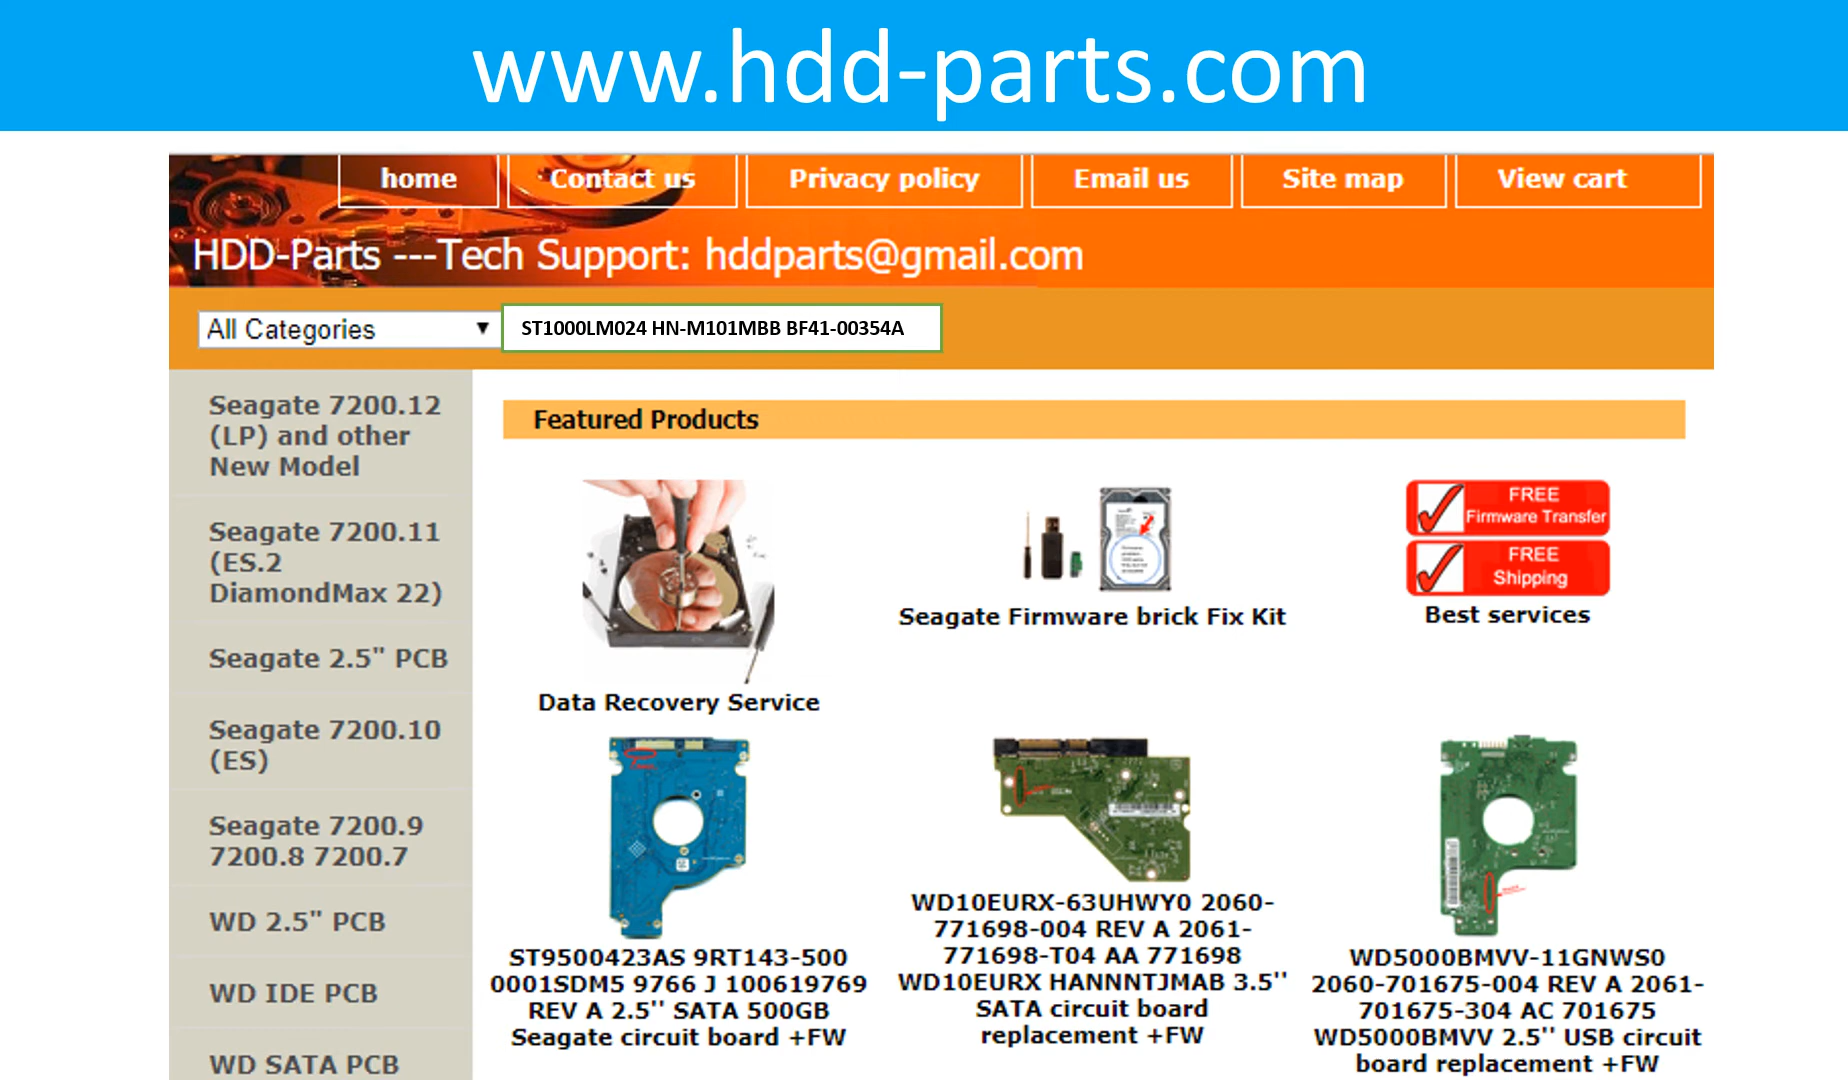 www.hdd-parts.com
home
Contact us
Privacy policy
Email us
Site map
View cart
HDD-Parts ---Tech Support: hddparts@gmail.com
All Categories
ST1000LM024 HN-M101MBB BF41-00354A
Seagate 7200.12
(LP) and other
New Model
Seagate 7200.11
(ES.2
DiamondMax 22)
Seagate 2.5" PCB
Seagate 7200.10
(ES)
Seagate 7200.9
7200.8 7200.7
WD 2.5" PCB
WD IDE PCB
WD SATA PCB
Featured Products
Data Recovery Service
Seagate Firmware brick Fix Kit
FREE
Firmware Transfer
FREE
Shipping
Best services
ST9500423AS 9RT143-500
0001SDM5 9766 J 100619769
REV A 2.5'' SATA 500GB
Seagate circuit board +FW
WD10EURX-63UHWY0 2060-
771698-004 REV A 2061-
771698-T04 AA 771698
WD10EURX HANNNTJMAB 3.5''
SATA circuit board
replacement +FW
WD5000BMVV-11GNWS0
2060-701675-004 REV A 2061-
701675-304 AC 701675
WD5000BMVV 2.5'' USB circuit
board replacement +FW